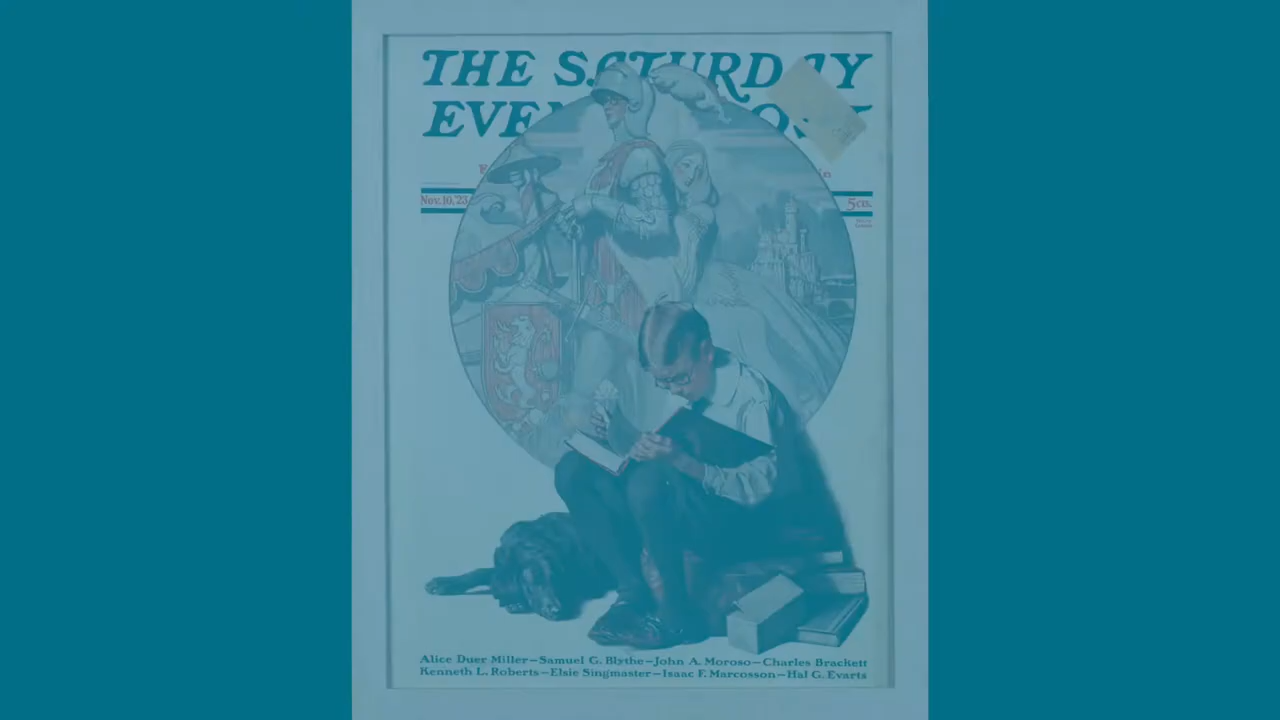 THE SATURDAY
EVE
Nov. 10, '23
5cts.
Alice Duer Miller—Samuel G. Blythe—John A. Moroso—Charles Brackett
Kenneth L. Roberts—Elsie Singmaster—Isaac F. Marcosson—Hal G. Evarts